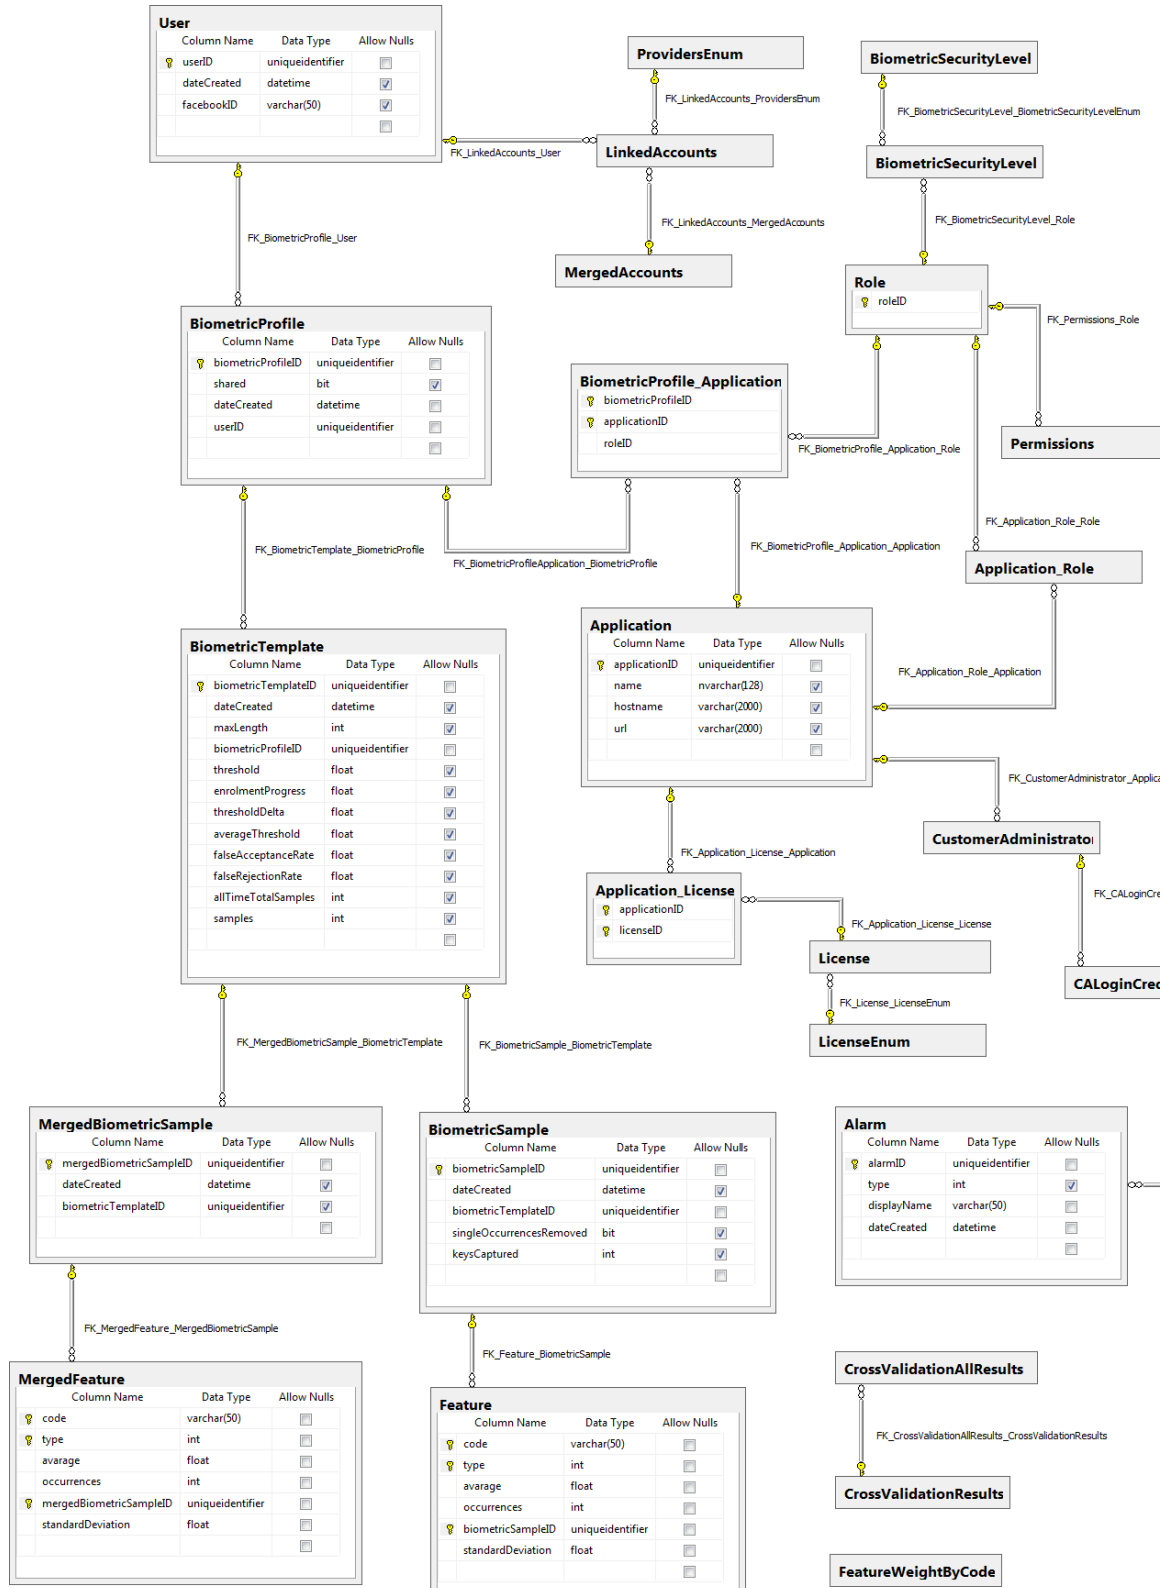 User
Column Name Data Type Allow Nulls
userID uniqueidentifier
dateCreated datetime
facebookID varchar(50)
ProvidersEnum
FK_LinkedAccounts_ProvidersEnum
LinkedAccounts
FK_LinkedAccounts_User
FK_LinkedAccounts_MergedAccounts
MergedAccounts
BiometricSecurityLevel
FK_BiometricSecurityLevel_BiometricSecurityLevelEnum
BiometricSecurityLevel
FK_BiometricSecurityLevel_Role
Role
roleID
FK_Permissions_Role
Permissions
FK_BiometricProfile_User
BiometricProfile
Column Name Data Type Allow Nulls
biometricProfileID uniqueidentifier
shared bit
dateCreated datetime
userID uniqueidentifier
BiometricProfile_Application
biometricProfileID
applicationID
roleID
FK_BiometricProfile_Application_Role
FK_Application_Role_Role
Application_Role
FK_BiometricTemplate_BiometricProfile
FK_BiometricProfileApplication_BiometricProfile
FK_BiometricProfile_Application_Application
BiometricTemplate
Column Name Data Type Allow Nulls
biometricTemplateID uniqueidentifier
dateCreated datetime
maxLength int
biometricProfileID uniqueidentifier
threshold float
enrolmentProgress float
thresholdDelta float
averageThreshold float
falseAcceptanceRate float
falseRejectionRate float
allTimeTotalSamples int
samples int
Application
Column Name Data Type Allow Nulls
applicationID uniqueidentifier
name nvarchar(128)
hostname varchar(2000)
url varchar(2000)
FK_Application_Role_Application
FK_CustomerAdministrator_Applica
CustomerAdministrator
FK_CALoginCre
CALoginCred
FK_Application_License_Application
Application_License
applicationID
licenseID
FK_Application_License_License
License
FK_License_LicenseEnum
LicenseEnum
FK_MergedBiometricSample_BiometricTemplate
FK_BiometricSample_BiometricTemplate
MergedBiometricSample
Column Name Data Type Allow Nulls
mergedBiometricSampleID uniqueidentifier
dateCreated datetime
biometricTemplateID uniqueidentifier
BiometricSample
Column Name Data Type Allow Nulls
biometricSampleID uniqueidentifier
dateCreated datetime
biometricTemplateID uniqueidentifier
singleOccurrencesRemoved bit
keysCaptured int
Alarm
Column Name Data Type Allow Nulls
alarmID uniqueidentifier
type int
displayName varchar(50)
dateCreated datetime
FK_MergedFeature_MergedBiometricSample
FK_Feature_BiometricSample
MergedFeature
Column Name Data Type Allow Nulls
code varchar(50)
type int
avarage float
occurrences int
mergedBiometricSampleID uniqueidentifier
standardDeviation float
Feature
Column Name Data Type Allow Nulls
code varchar(50)
type int
avarage float
occurrences int
biometricSampleID uniqueidentifier
standardDeviation float
CrossValidationAllResults
FK_CrossValidationAllResults_CrossValidationResults
CrossValidationResults
FeatureWeightByCode